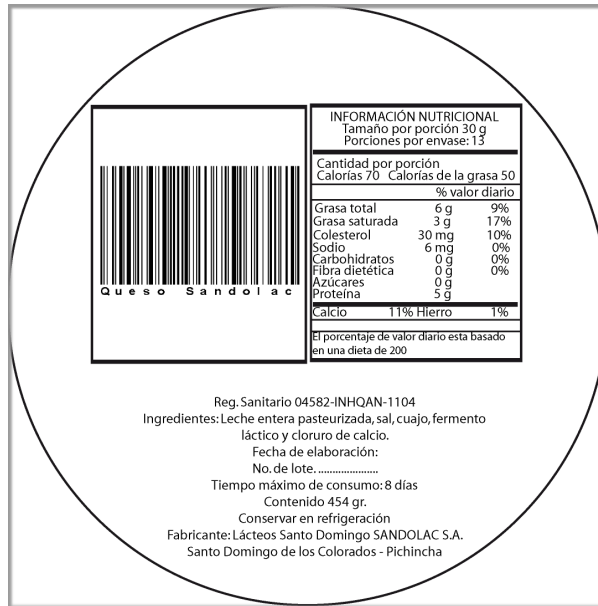 Queso Sandolac
INFORMACIÓN NUTRICIONAL
Tamaño por porción 30 g
Porciones por envase: 13
Cantidad por porción
Calorías 70 Calorías de la grasa 50
% valor diario
Grasa total 6 g 9%
Grasa saturada 3 g 17%
Colesterol 30 mg 10%
Sodio 6 mg 0%
Carbohidratos 0 g 0%
Fibra dietética 0 g 0%
Azúcares 0 g
Proteína 5 g
Calcio 11% Hierro 1%
El porcentaje de valor diario esta basado
en una dieta de 200
Reg. Sanitario 04582-INHQAN-1104
Ingredientes: Leche entera pasteurizada, sal, cuajo, fermento
láctico y cloruro de calcio.
Fecha de elaboración:
No. de lote. .....................
Tiempo máximo de consumo: 8 días
Contenido 454 gr.
Conservar en refrigeración
Fabricante: Lácteos Santo Domingo SANDOLAC S.A.
Santo Domingo de los Colorados - Pichincha